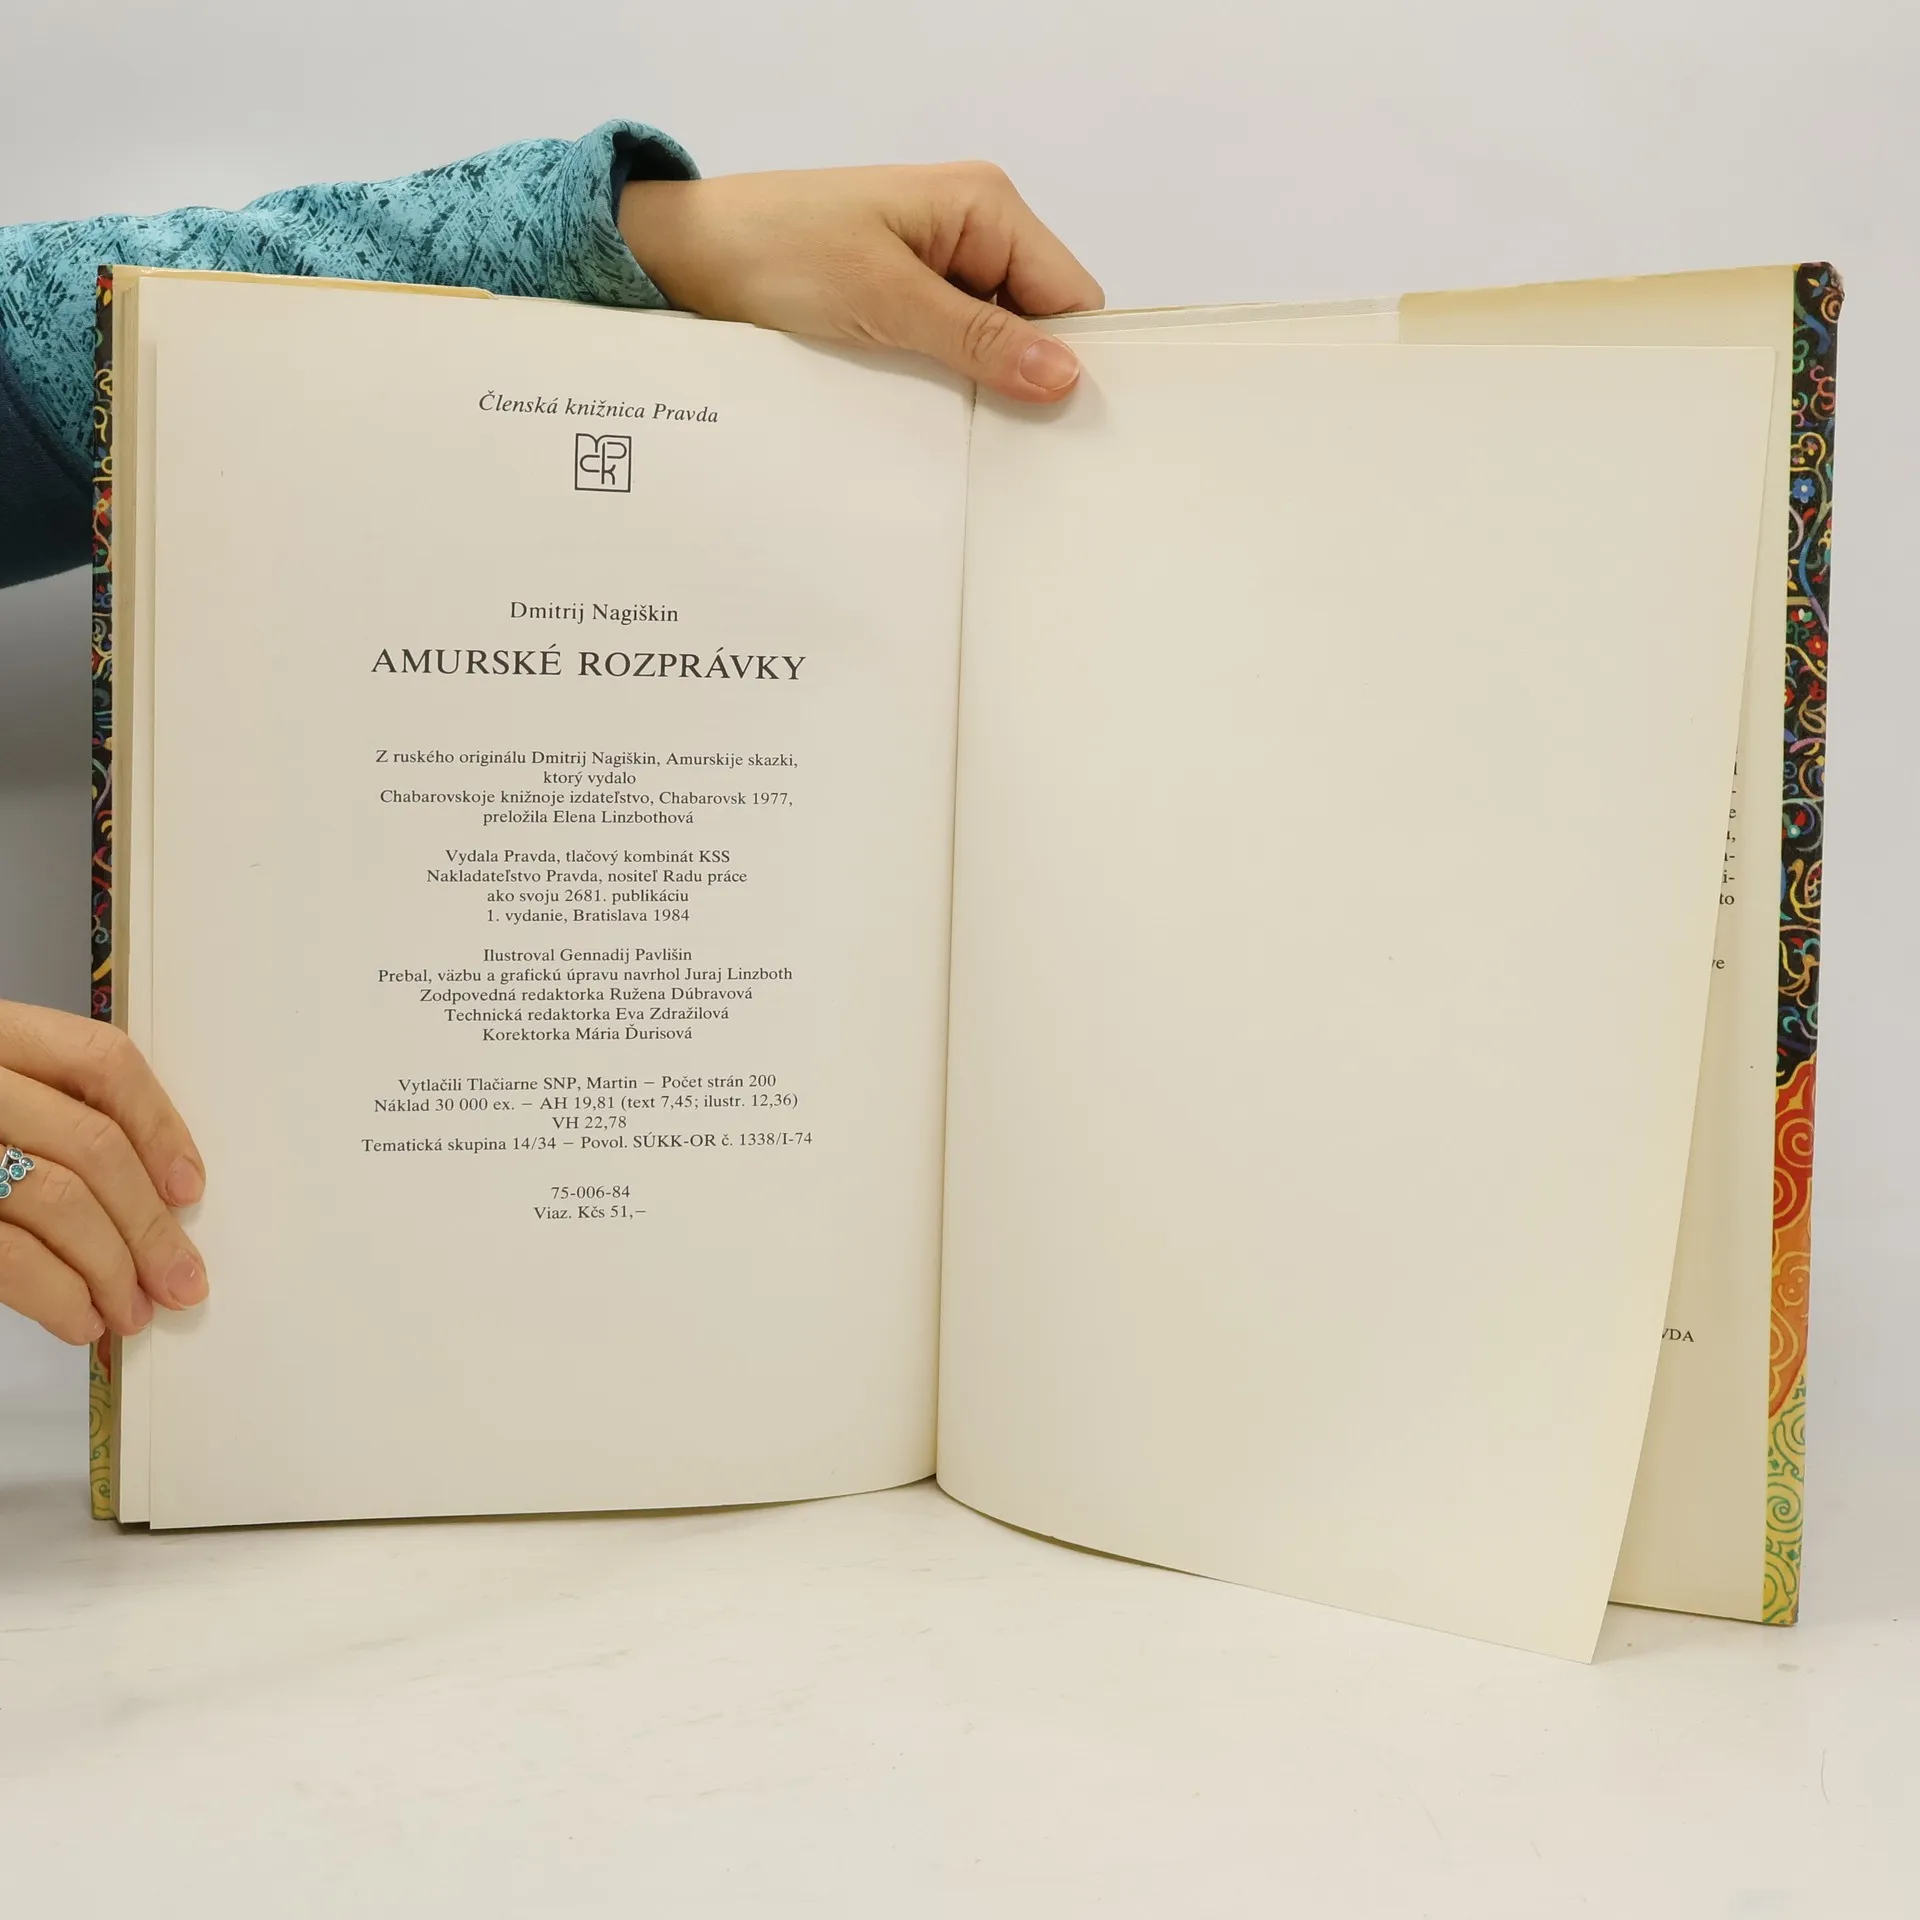 Členská knižnica Pravda
Dmitrij Nagiškin
AMURSKÉ ROZPRÁVKY
Z ruského originálu Dmitrij Nagiškin, Amurskije skazki,
ktorý vydalo
Chabarovskoje knižnoje izdateľstvo, Chabarovsk 1977,
preložila Elena Linzbothová
Vydala Pravda, tlačový kombinát KSS
Nakladateľstvo Pravda, nositeľ Radu práce
ako svoju 2681. publikáciu
1. vydanie, Bratislava 1984
Ilustroval Gennadij Pavlišin
Prebal, väzbu a grafickú úpravu navrhol Juraj Linzboth
Zodpovedná redaktorka Ružena Dúbravová
Technická redaktorka Eva Zdražilová
Korektorka Mária Ďurisová
Vytlačili Tlačiarne SNP, Martin – Počet strán 200
Náklad 30 000 ex. – AH 19,81 (text 7,45; ilustr. 12,36)
VH 22,78
Tematická skupina 14/34 – Povol. SÚKK-OR č. 1338/I-74
75-006-84
Viaz. Kčs 51,–